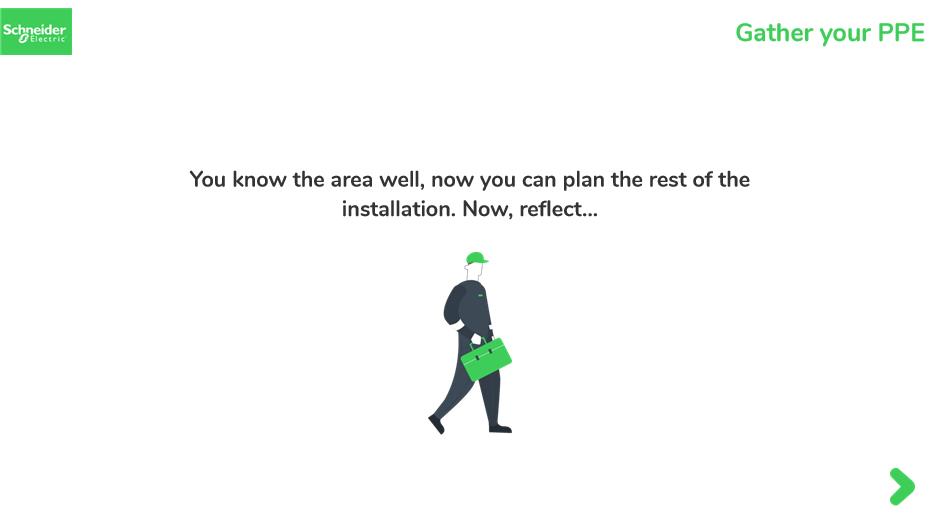 Schneider
Electric
Gather your PPE
You know the area well, now you can plan the rest of the
installation. Now, reflect...